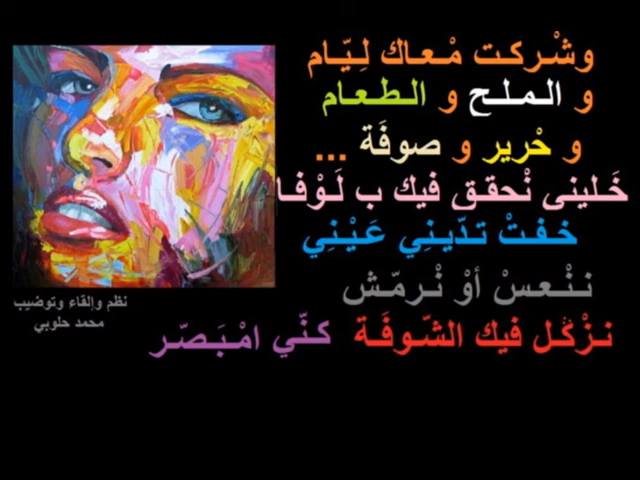 وشْركت مْعاك لِيّام
و الملح و الطعام
و حْرير و صوفَة ...
خَلينى نْحقق فيك ب لَوْفا
خفتْ تدّينِي عَيْنِي
ننْعسْ أوْ نْرمّش
نزْݣل فيك الشّوفَة كنّي امْبَصّر
نظم وإلقاء وتوضيب
محمد حلوبي